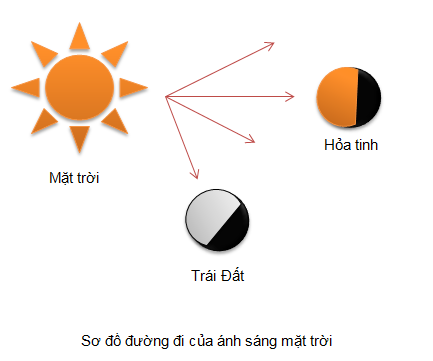 Mặt trời
Hỏa tinh
Trái Đất
Sơ đồ đường đi của ánh sáng mặt trời